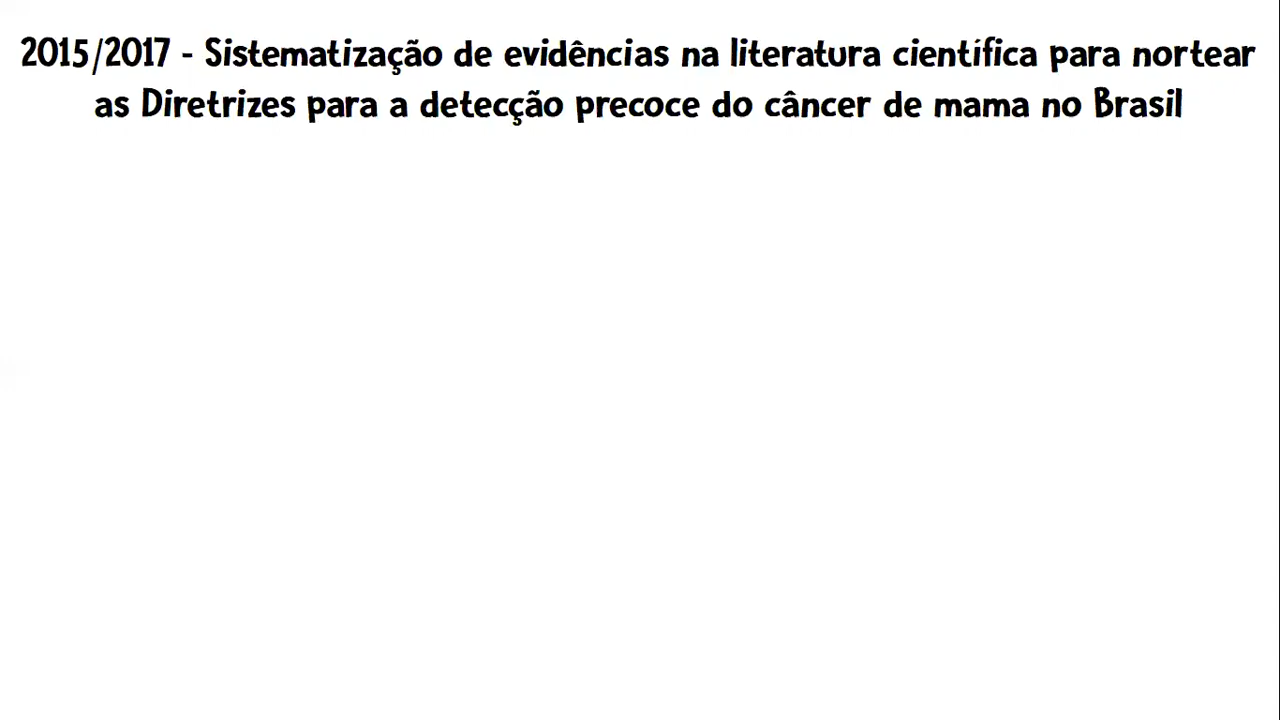 2015/2017 - Sistematização de evidências na literatura científica para nortear
as Diretrizes para a detecção precoce do câncer de mama no Brasil